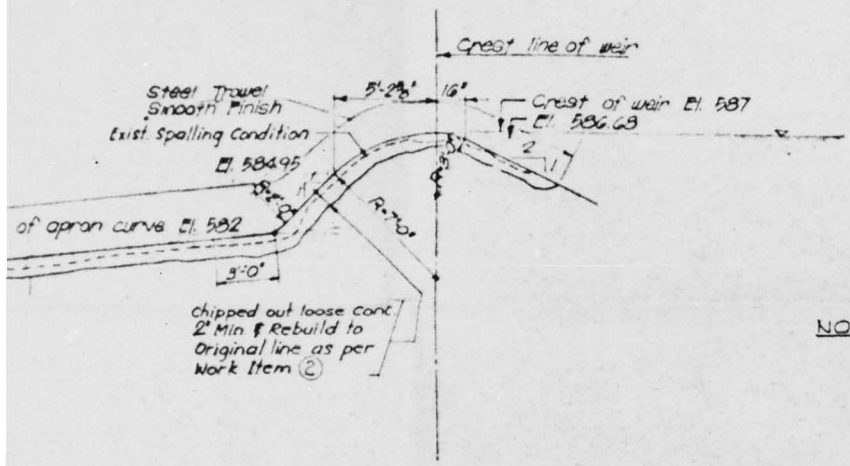 Crest line of weir
Steel Trowel
Smooth Finish
5'-2⅝"
16"
Crest of weir El. 587
El. 586.68
Exist. Spalling Condition
2
1
El. 584.95
R=7'-0"
of apron curve El. 582
3'-0"
Chipped out loose conc.
2" Min. & Rebuild to
Original line as per
Work Item ②
NO